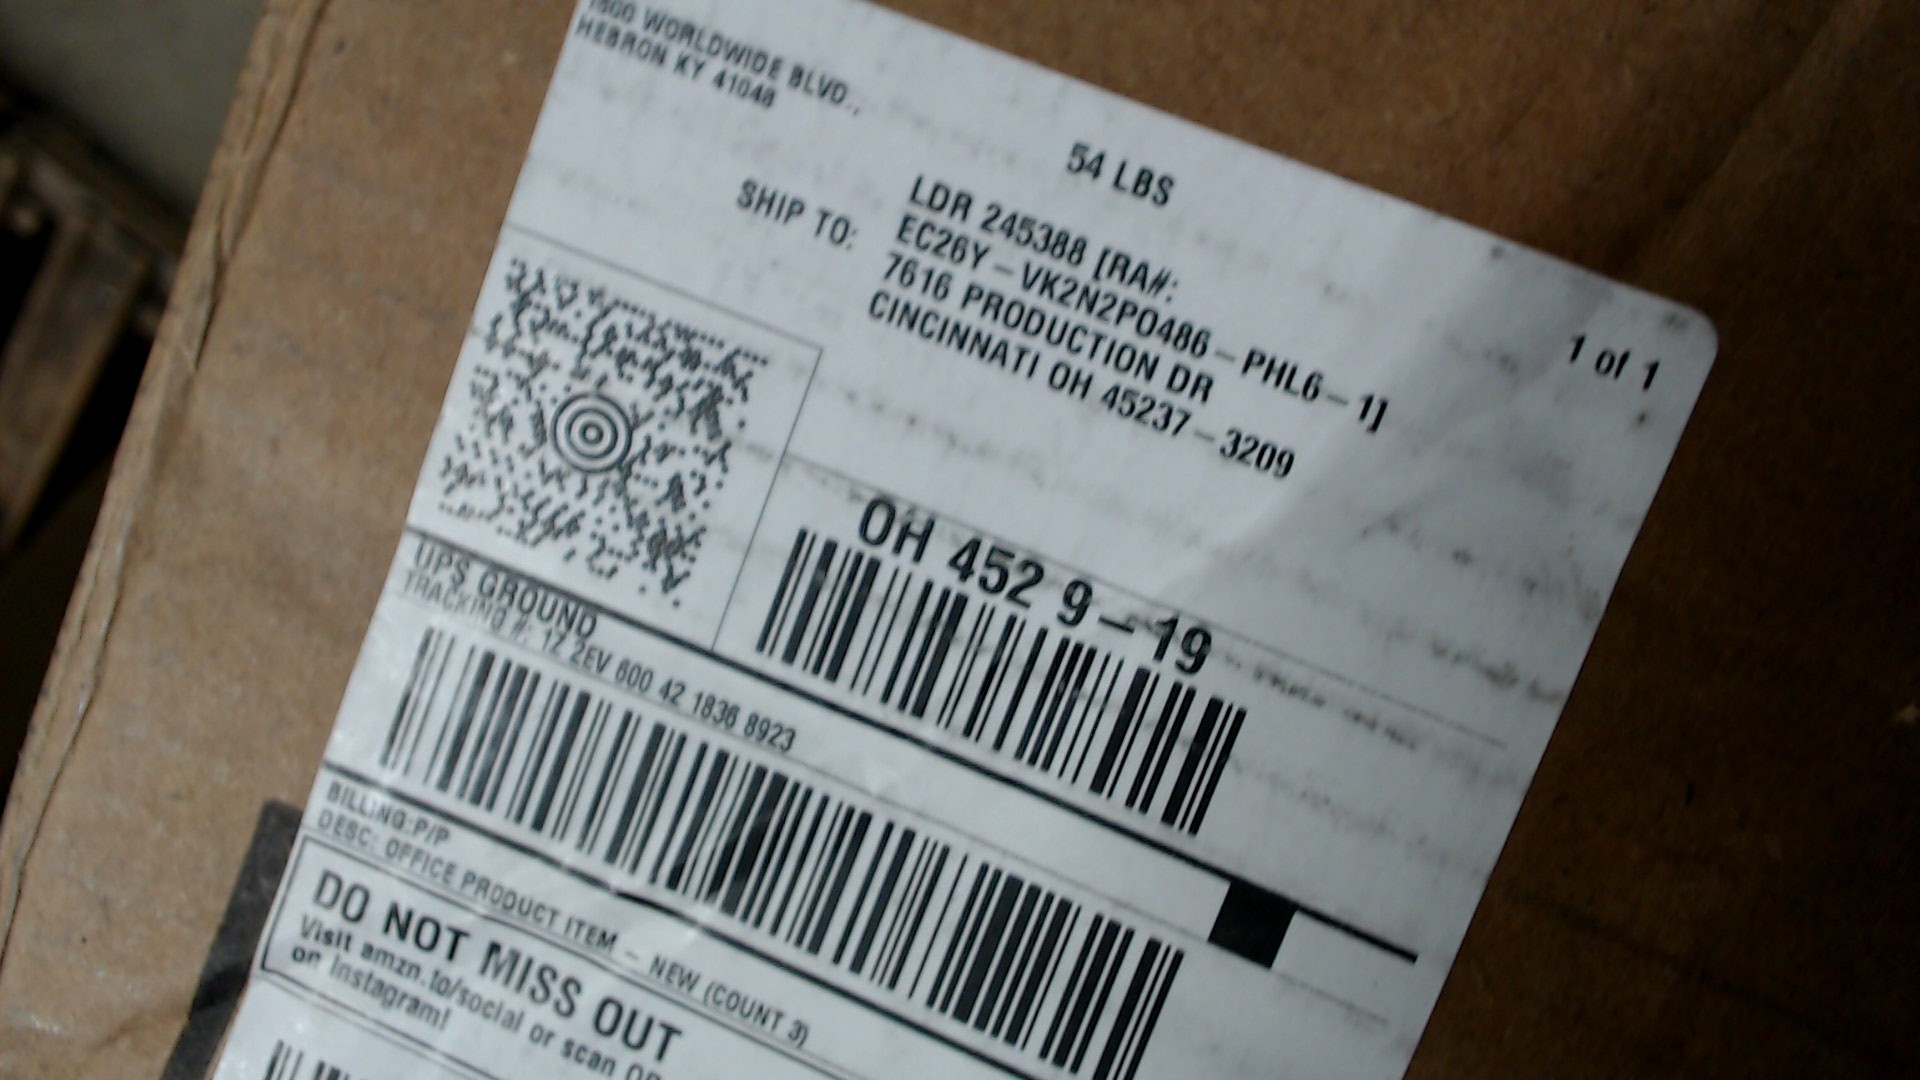 1500 WORLDWIDE BLVD.,
HEBRON KY 41048
54 LBS
1 of 1
SHIP TO:
LDR 245388 [RA#:
EC26Y-VK2N2PO486-PHL6-1]
7616 PRODUCTION DR
CINCINNATI OH 45237-3209
OH 452 9-19
UPS GROUND
TRACKING #: 1Z 2EV 600 42 1836 8923
BILLING:P/P
DESC: OFFICE PRODUCT ITEM - NEW (COUNT 3)
DO NOT MISS OUT
Visit amzn.to/social or scan
on Instagram!